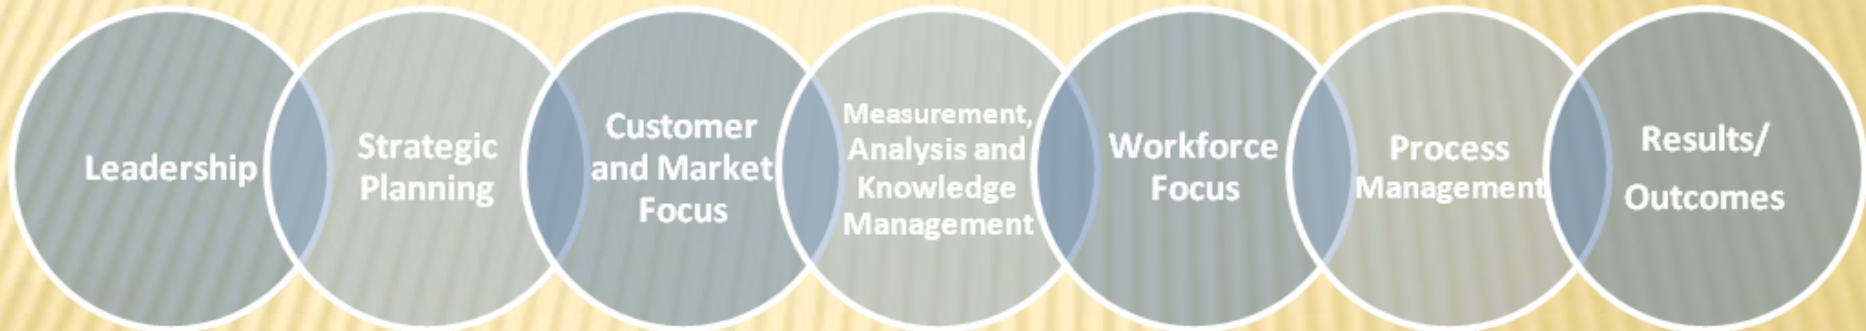 Leadership
Strategic
Planning
Customer
and Market
Focus
Measurement,
Analysis and
Knowledge
Management
Workforce
Focus
Process
Management
Results/
Outcomes